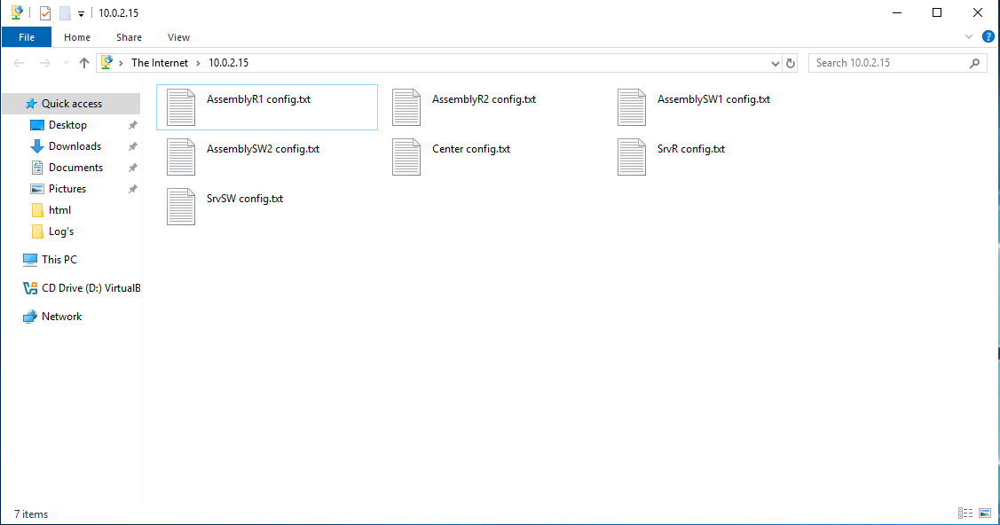 10.0.2.15
File Home Share View
The Internet 10.0.2.15 Search 10.0.2.15
Quick access
Desktop
Downloads
Documents
Pictures
html
Log's
This PC
CD Drive (D:) VirtualB
Network
AssemblyR1 config.txt AssemblyR2 config.txt AssemblySW1 config.txt
AssemblySW2 config.txt Center config.txt SrvR config.txt
SrvSW config.txt
7 items